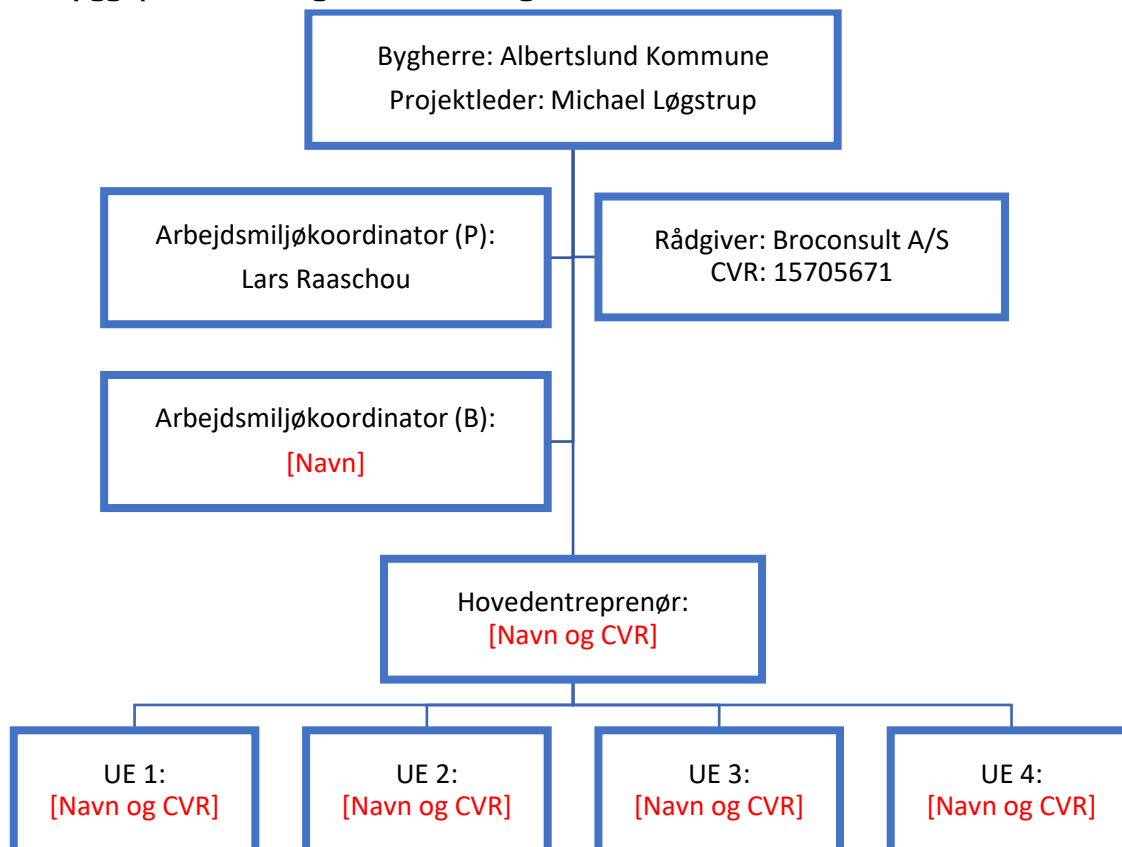 Bygherre: Albertslund Kommune
Projektleder: Michael Løgstrup
Arbejdsmiljøkoordinator (P):
Lars Raaschou
Rådgiver: Broconsult A/S
CVR: 15705671
Arbejdsmiljøkoordinator (B):
[Navn]
Hovedentreprenør:
[Navn og CVR]
UE 1:
[Navn og CVR]
UE 2:
[Navn og CVR]
UE 3:
[Navn og CVR]
UE 4:
[Navn og CVR]